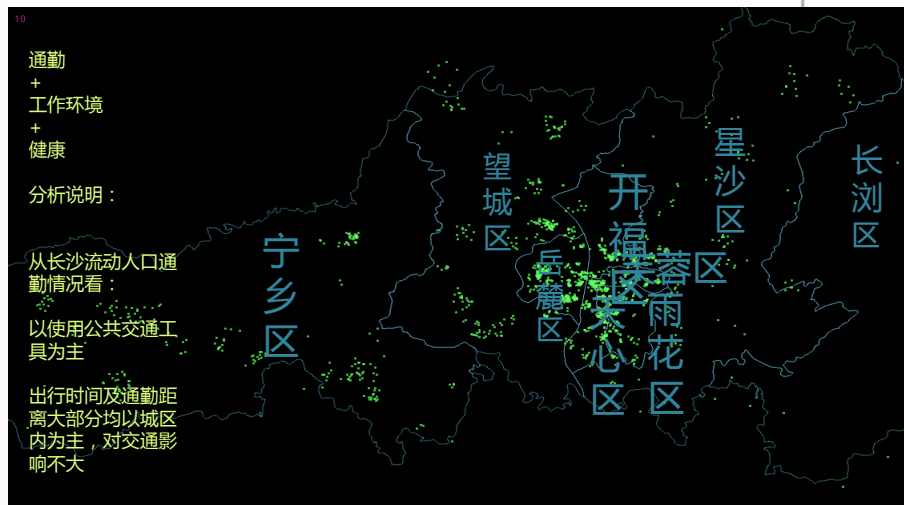 10
通勤
+
工作环境
+
健康
分析说明：
从长沙流动人口通
勤情况看：
以使用公共交通工
具为主
出行时间及通勤距
离大部分均以城区
内为主，对交通影
响不大
宁乡区
望城区
岳麓区
开福区
芙蓉区
天心区
雨花区
星沙区
长浏区